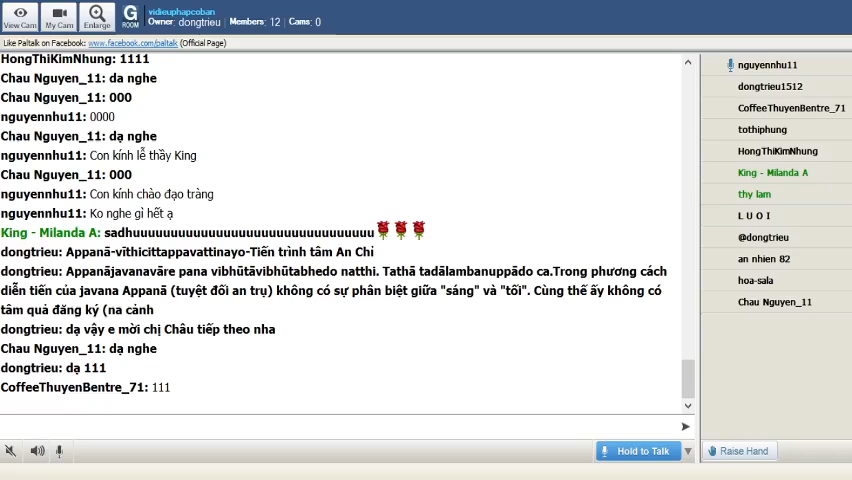 vidieuphapcoban
Owner: dongtrieu | Members: 12 | Cams: 0
View Cam
My Cam
Enlarge
G
ROOM
Like Paltalk on Facebook: www.facebook.com/paltalk (Official Page)
HongThiKimNhung: 1111
Chau Nguyen_11: da nghe
Chau Nguyen_11: 000
nguyennhu11: 0000
Chau Nguyen_11: dạ nghe
nguyennhu11: Con kính lễ thầy King
Chau Nguyen_11: 000
nguyennhu11: Con kính chào đạo tràng
nguyennhu11: Ko nghe gì hết ạ
King - Milanda A: sadhuuuuuuuuuuuuuuuuuuuuuuuuuuuuuuuu
dongtrieu: Appanā-vīthicittappavattinayo-Tiến trình tâm An Chỉ
dongtrieu: Appanājavanavāre pana vibhūtāvibhūtabhedo natthi. Tathā tadālambanuppādo ca.Trong phương cách
diễn tiến của javana Appanā (tuyệt đối an trụ) không có sự phân biệt giữa "sáng" và "tối". Cùng thế ấy không có
tâm quả đăng ký (na cảnh
dongtrieu: dạ vậy e mời chị Châu tiếp theo nha
Chau Nguyen_11: dạ nghe
dongtrieu: dạ 111
CoffeeThuyenBentre_71: 111
Hold to Talk
nguyennhu11
dongtrieu1512
CoffeeThuyenBentre_71
tothiphung
HongThiKimNhung
King - Milanda A
thy lam
L U O I
@dongtrieu
an nhien 82
hoa-sala
Chau Nguyen_11
Raise Hand